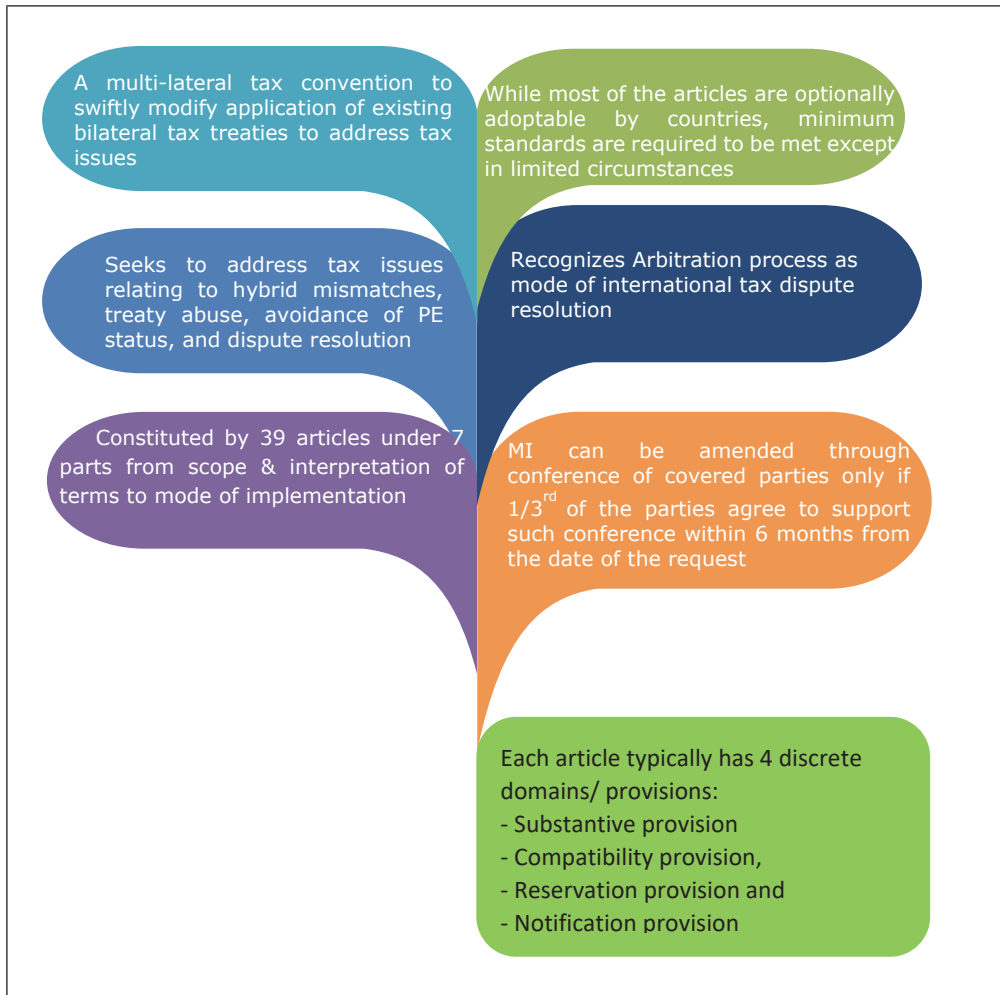 A multi-lateral tax convention to
swiftly modify application of existing
bilateral tax treaties to address tax
issues
While most of the articles are optionally
adoptable by countries, minimum
standards are required to be met except
in limited circumstances
Seeks to address tax issues
relating to hybrid mismatches,
treaty abuse, avoidance of PE
status, and dispute resolution
Recognizes Arbitration process as
mode of international tax dispute
resolution
Constituted by 39 articles under 7
parts from scope & interpretation of
terms to mode of implementation
MI can be amended through
conference of covered parties only if
1/3rd of the parties agree to support
such conference within 6 months from
the date of the request
Each article typically has 4 discrete
domains/ provisions:
- Substantive provision
- Compatibility provision,
- Reservation provision and
- Notification provision